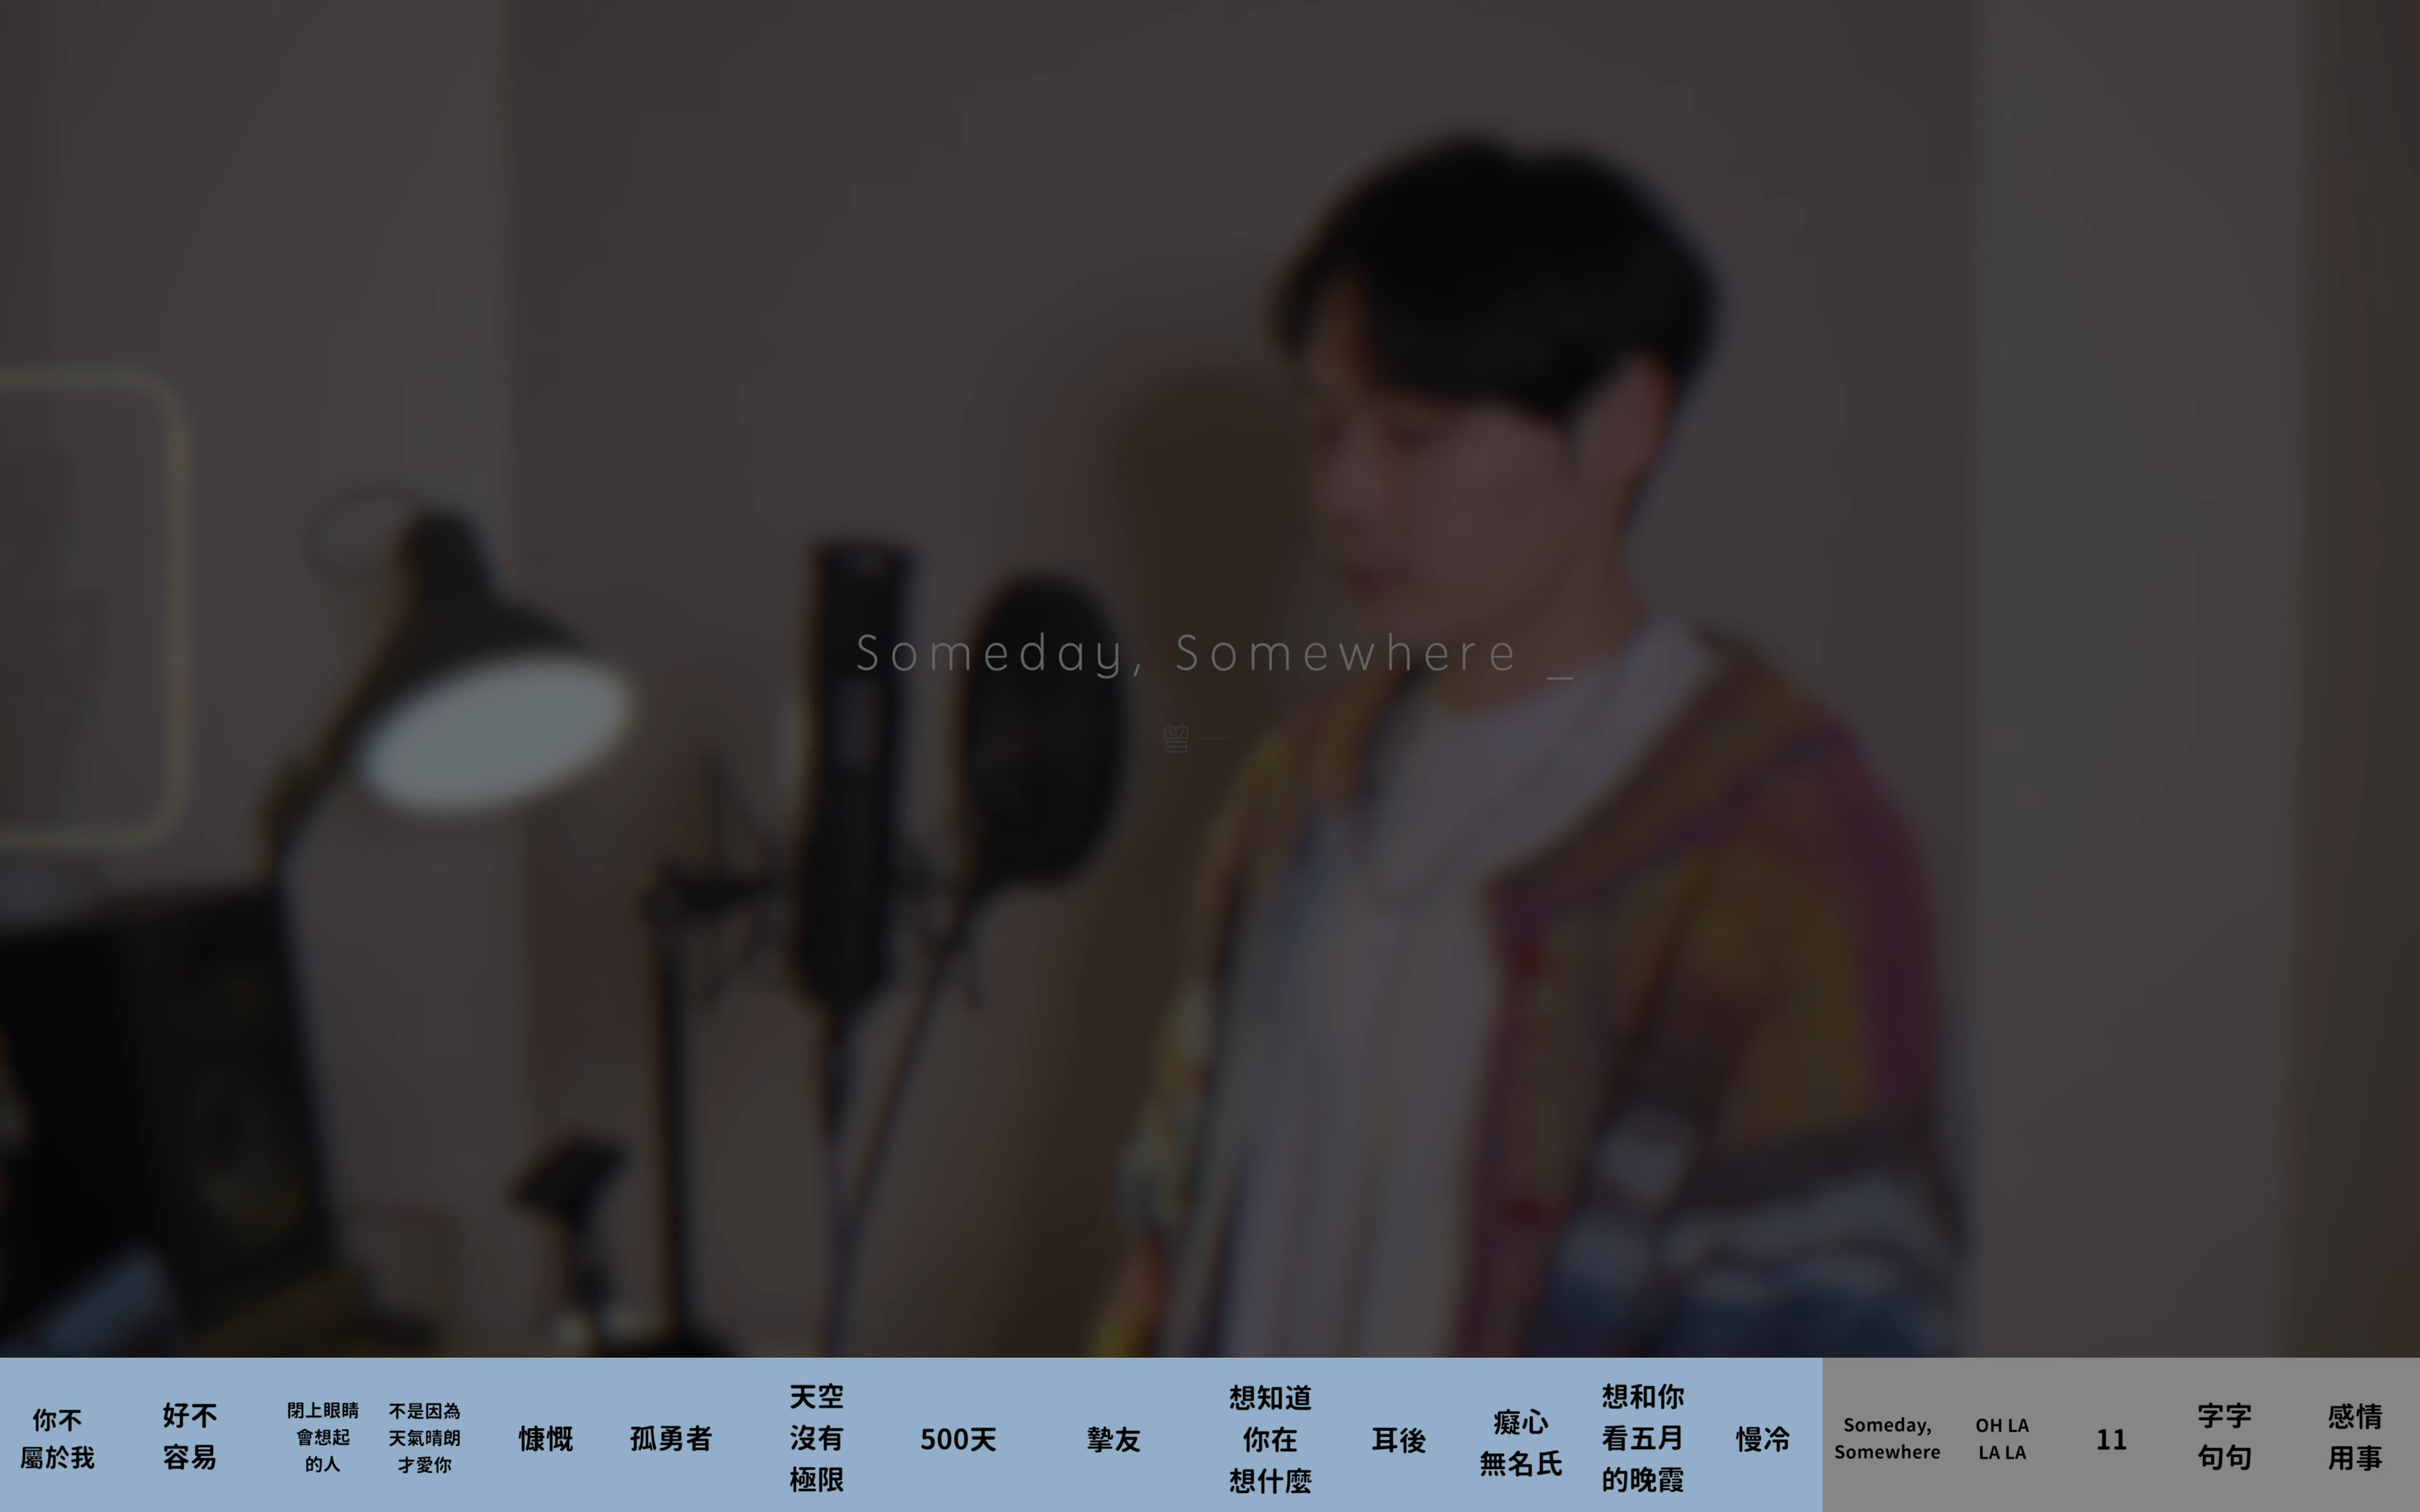 Someday, Somewhere _
曾一
你不
屬於我
好不
容易
閉上眼睛
會想起
的人
不是因為
天氣晴朗
才愛你
慷慨
孤勇者
天空
沒有
極限
500天
摯友
想知道
你在
想什麼
耳後
癡心
無名氏
想和你
看五月
的晚霞
慢冷
Someday,
Somewhere
OH LA
LA LA
11
字字
句句
感情
用事